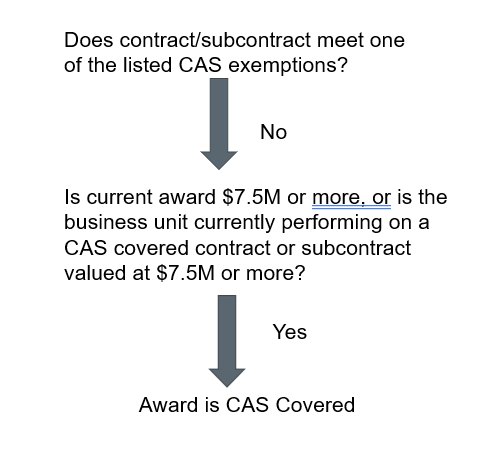 Does contract/subcontract meet one
of the listed CAS exemptions?
No
Is current award $7.5M or more, or is the
business unit currently performing on a
CAS covered contract or subcontract
valued at $7.5M or more?
Yes
Award is CAS Covered